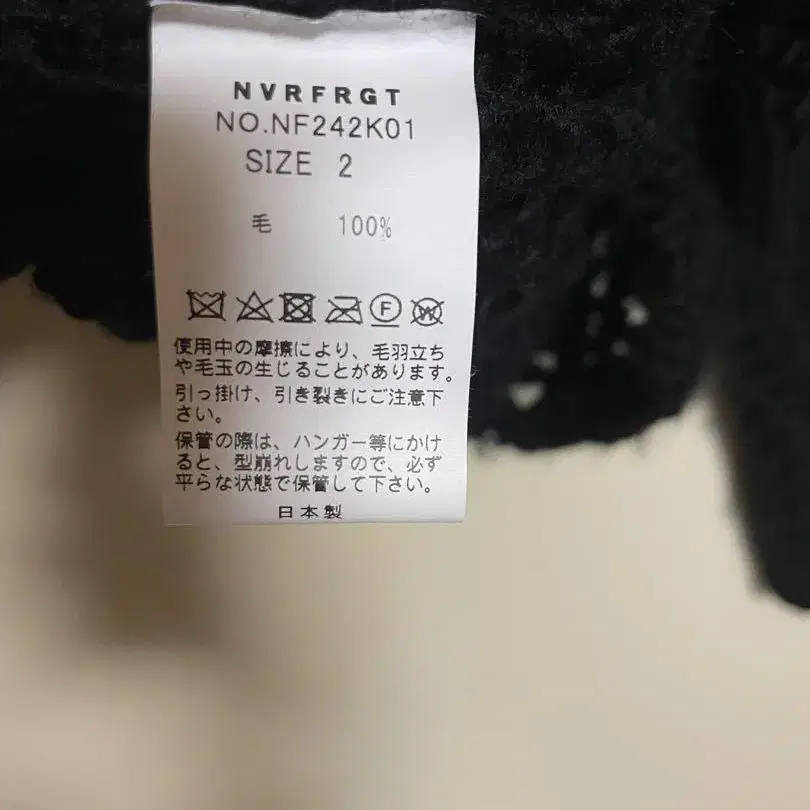 NVRFRGT
NO.NF242K01
SIZE 2
毛 100%
F
W
使用中の摩擦により、毛羽立ち
や毛玉の生じることがあります。
引っ掛け、引き裂きにご注意下
さい。
保管の際は、ハンガー等にかけ
ると、型崩れしますので、必ず
平らな状態で保管して下さい。
日本製